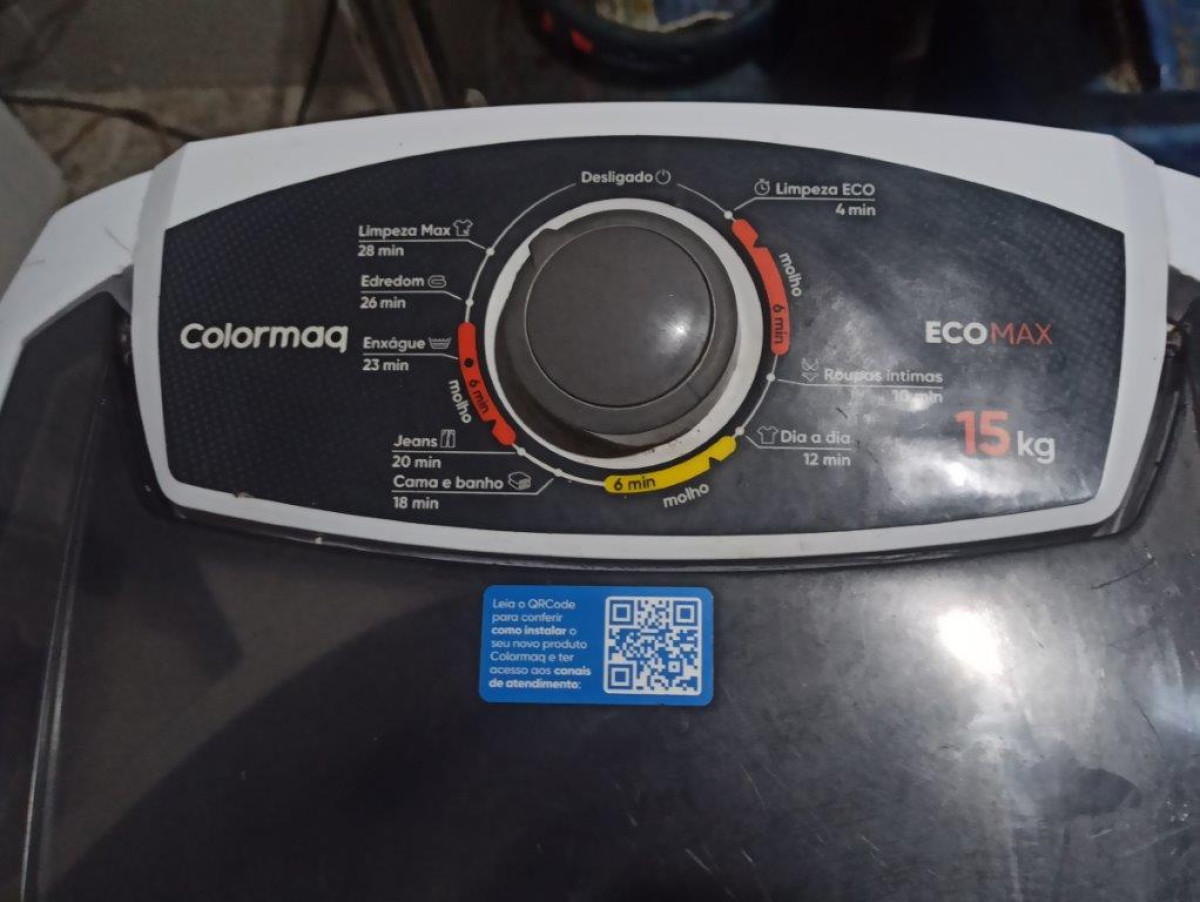 Desligado
Limpeza ECO
4 min
molho
6 min
Roupas íntimas
10 min
Dia a dia
12 min
6 min
molho
Cama e banho
18 min
Jeans
20 min
molho
6 min
Enxágue
23 min
Edredom
26 min
Limpeza Max
28 min
Colormaq
ECOMAX
15 kg
Leia o QRCode
para conferir
como instalar o
seu novo produto
Colormaq e ter
acesso aos canais
de atendimento: